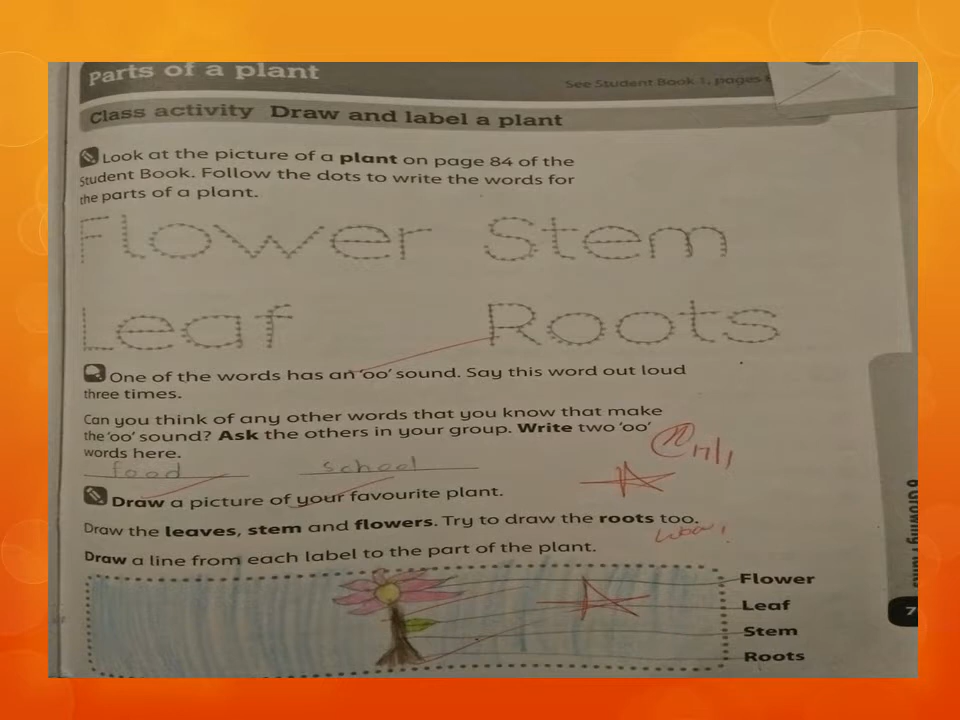 Parts of a plant
See Student Book 1, pages
Class activity Draw and label a plant
Look at the picture of a plant on page 84 of the
Student Book. Follow the dots to write the words for
the parts of a plant.
Flower Stem
Leaf Roots
One of the words has an 'oo' sound. Say this word out loud
three times.
Can you think of any other words that you know that make
the 'oo' sound? Ask the others in your group. Write two 'oo'
words here.
food school
Draw a picture of your favourite plant.
Draw the leaves, stem and flowers. Try to draw the roots too.
Draw a line from each label to the part of the plant.
Flower
Leaf
Stem
Roots
6 Growing
7